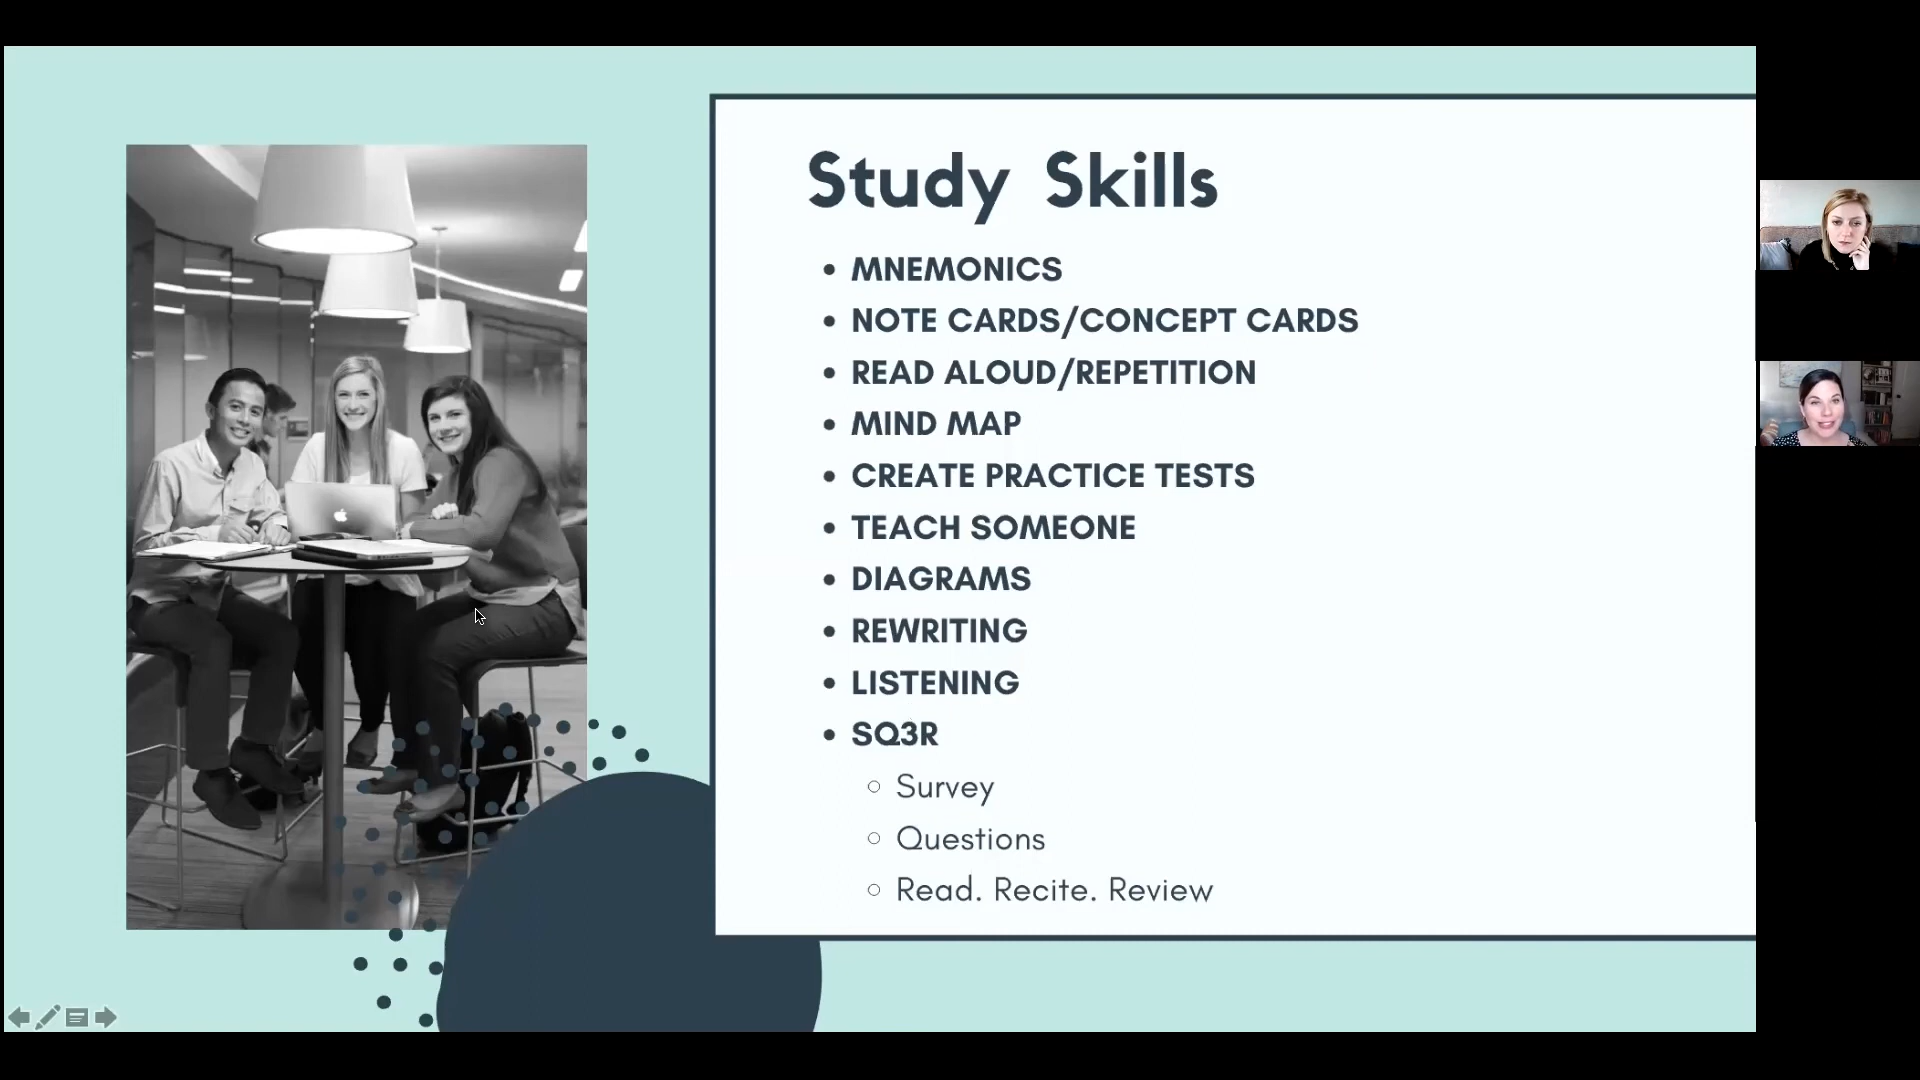 Study Skills
MNEMONICS
NOTE CARDS/CONCEPT CARDS
READ ALOUD/REPETITION
MIND MAP
CREATE PRACTICE TESTS
TEACH SOMEONE
DIAGRAMS
REWRITING
LISTENING
SQ3R
Survey
Questions
Read. Recite. Review